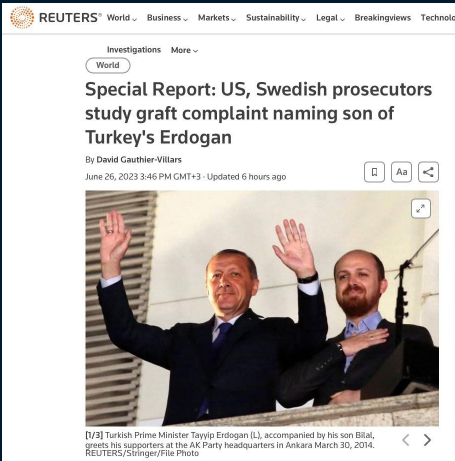 REUTERS® World Business Markets Sustainability Legal Breakingviews Technolo
Investigations More
World
Special Report: US, Swedish prosecutors
study graft complaint naming son of
Turkey's Erdogan
By David Gauthier-Villars
June 26, 2023 3:46 PM GMT+3 · Updated 6 hours ago
Aa
[1/3] Turkish Prime Minister Tayyip Erdogan (L), accompanied by his son Bilal,
greets his supporters at the AK Party headquarters in Ankara March 30, 2014.
REUTERS/Stringer/File Photo